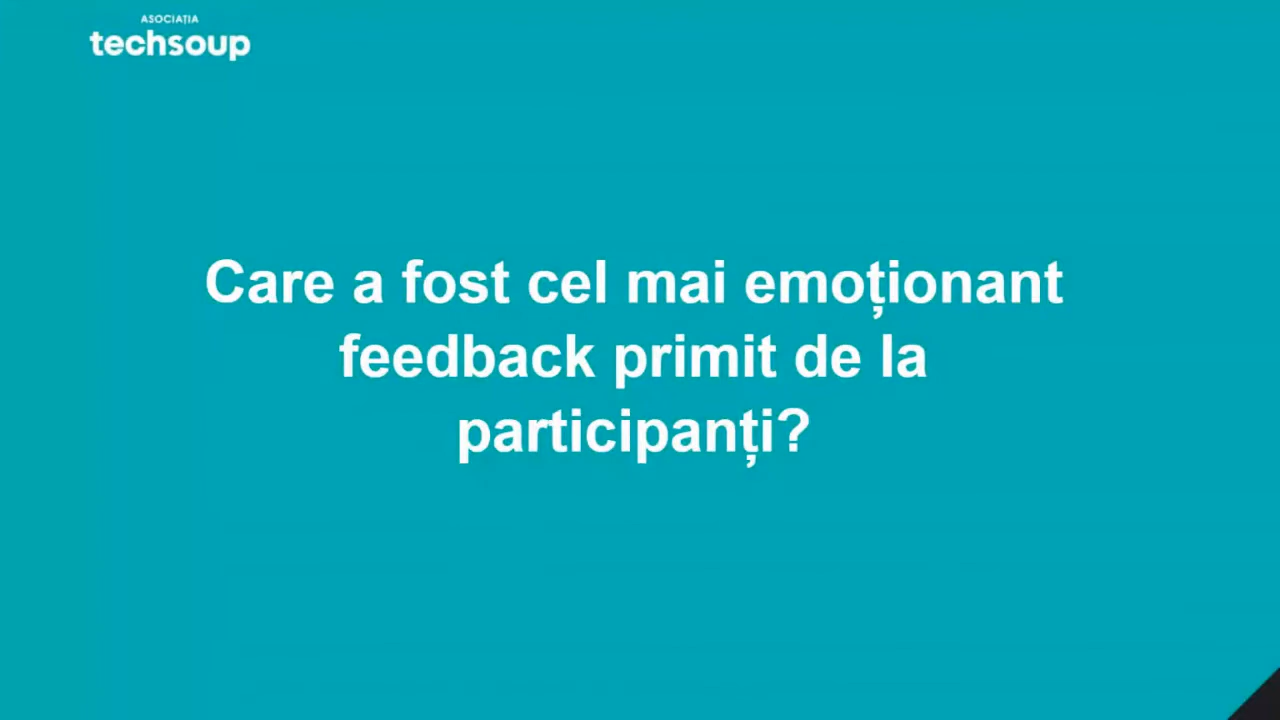 ASOCIAȚIA
techsoup
Care a fost cel mai emoționant
feedback primit de la
participanți?